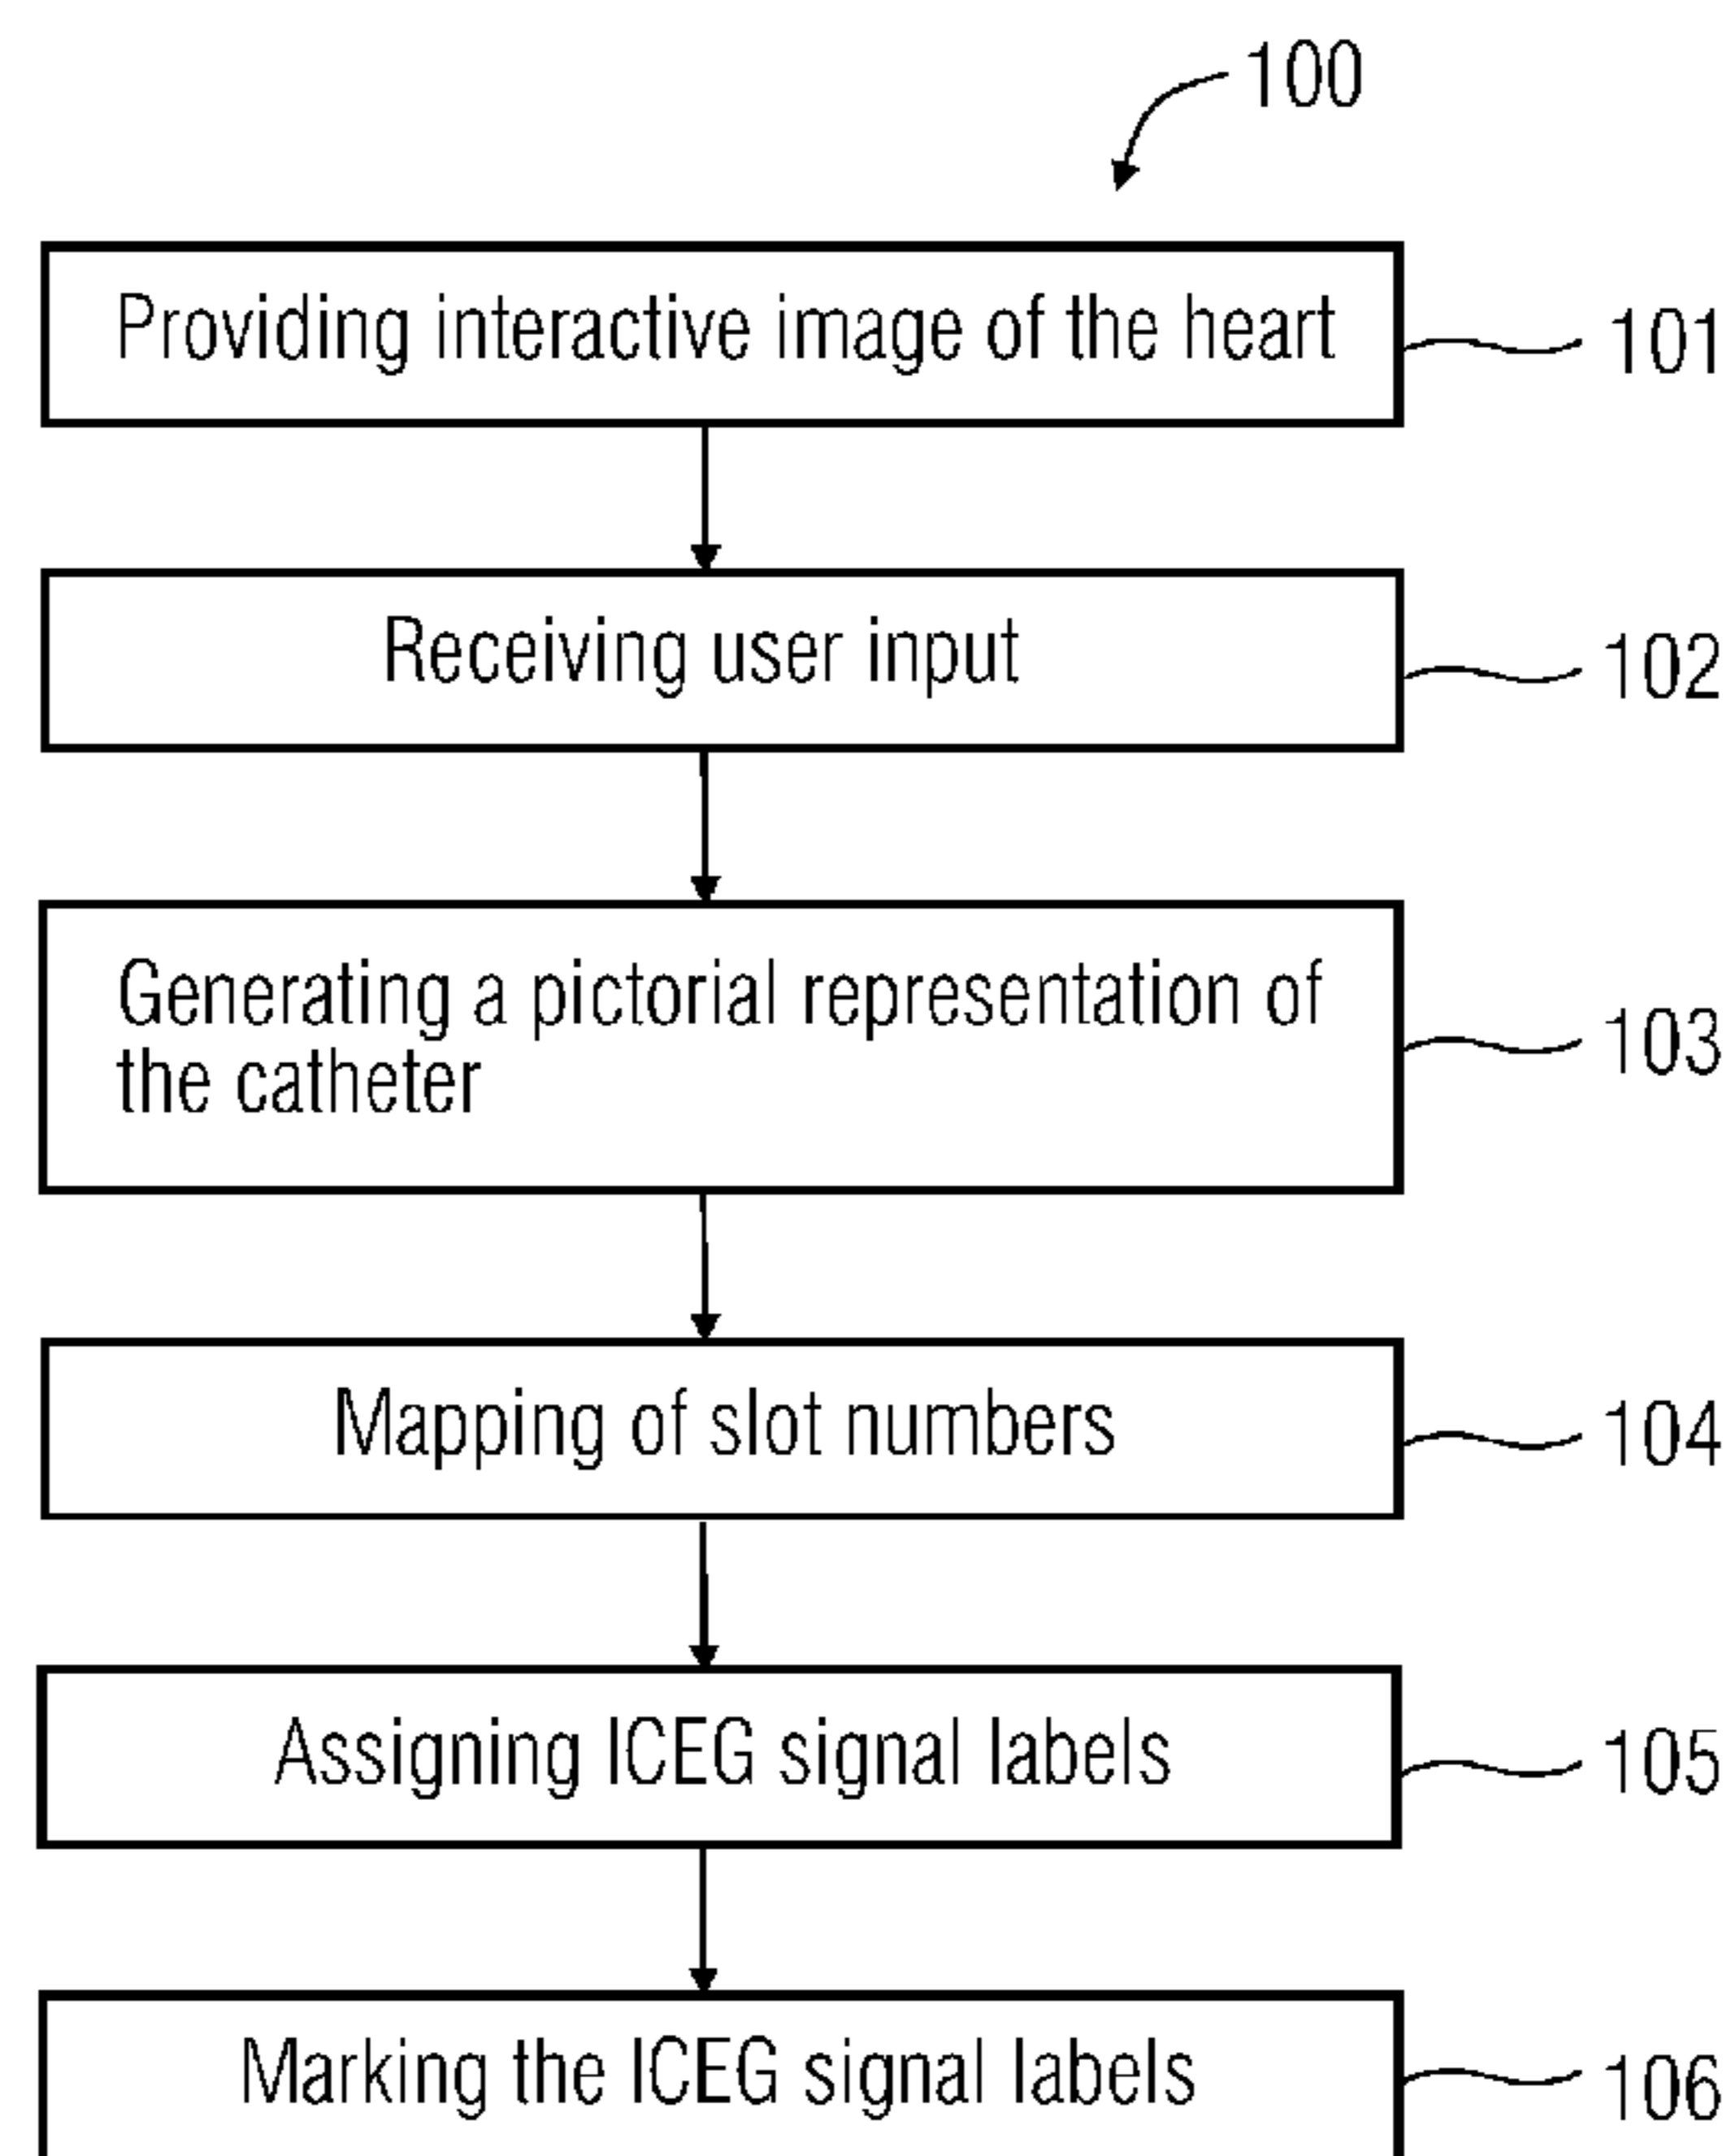 100
Providing interactive image of the heart
101
Receiving user input
102
Generating a pictorial representation of
the catheter
103
Mapping of slot numbers
104
Assigning ICEG signal labels
105
Marking the ICEG signal labels
106